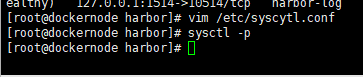 ealthy) 127.0.0.1:1514->10514/tcp harbor-log
[root@dockernode harbor]# vim /etc/syscytl.conf
[root@dockernode harbor]# sysctl -p
[root@dockernode harbor]#